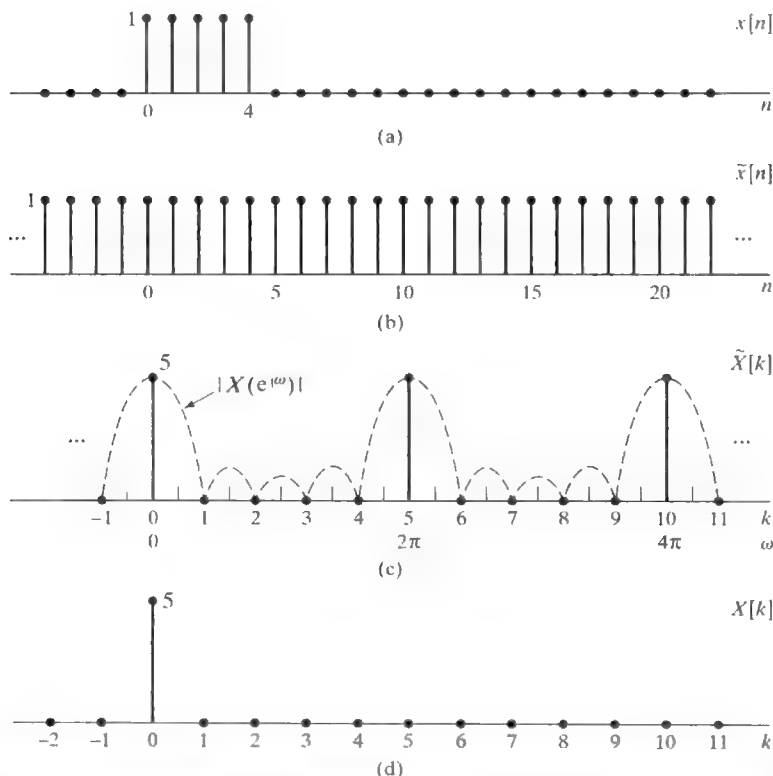 1 x[n]
0 4 n
(a)
1 x̃[n]
... ...
0 5 10 15 20 n
(b)
5 X̃[k]
|X(e^jω)|
... ...
-1 0 1 2 3 4 5 6 7 8 9 10 11 k
0 2π 4π ω
(c)
5 X[k]
-2 -1 0 1 2 3 4 5 6 7 8 9 10 11 k
(d)